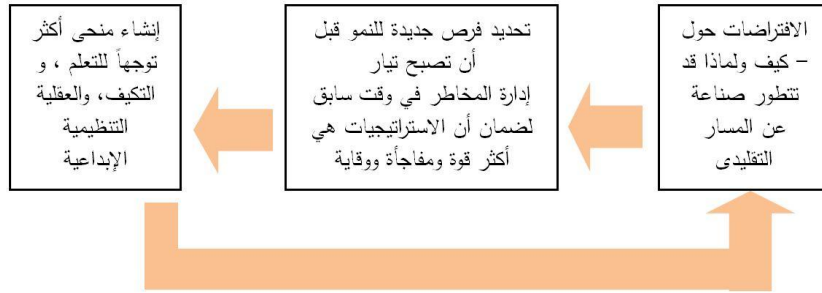 الافتراضات حول
– كيف ولماذا قد
تتطور صناعة
عن المسار
التقليدى
تحديد فرص جديدة للنمو قبل
أن تصبح تيار
إدارة المخاطر في وقت سابق
لضمان أن الاستراتيجيات هي
أكثر قوة ومفاجأة ووقاية
إنشاء منحى أكثر
توجهاً للتعلم ، و
التكيف، والعقلية
التنظيمية
الإبداعية